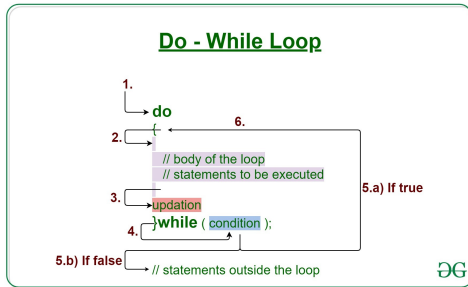 Do - While Loop
1.
do
6.
{
2.
// body of the loop
// statements to be executed
5.a) If true
3.
updation
}while ( condition );
4.
5.b) If false
// statements outside the loop